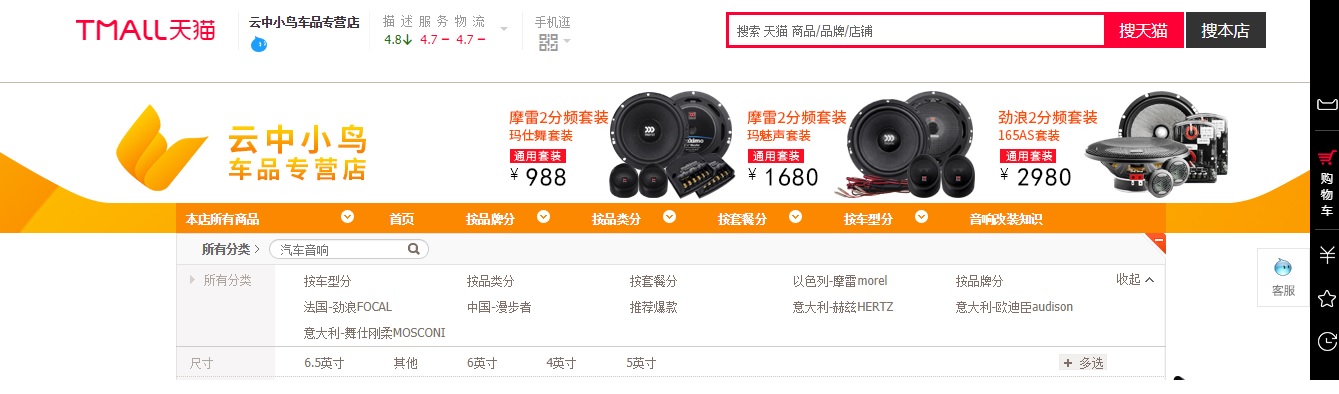 TMALL天猫
云中小鸟车品专营店
描 述 服 务 物 流
4.8 4.7 4.7
手机逛
搜索 天猫 商品/品牌/店铺
搜天猫
搜本店
云中小鸟
车品专营店
摩雷2分频套装
玛仕舞套装
通用套装
¥ 988
摩雷2分频套装
玛魅声套装
通用套装
¥ 1680
劲浪2分频套装
165AS套装
通用套装
¥ 2980
本店所有商品 首页 按品牌分 按品类分 按套餐分 按车型分 音响改装知识
所有分类 > 汽车音响
所有分类 按车型分 按品类分 按套餐分 以色列-摩雷morel 按品牌分 收起
法国-劲浪FOCAL 中国-漫步者 推荐爆款 意大利-赫兹HERTZ 意大利-欧迪臣audison
意大利-舞仕刚柔MOSCONI
尺寸 6.5英寸 其他 6英寸 4英寸 5英寸 + 多选
购物车
客服